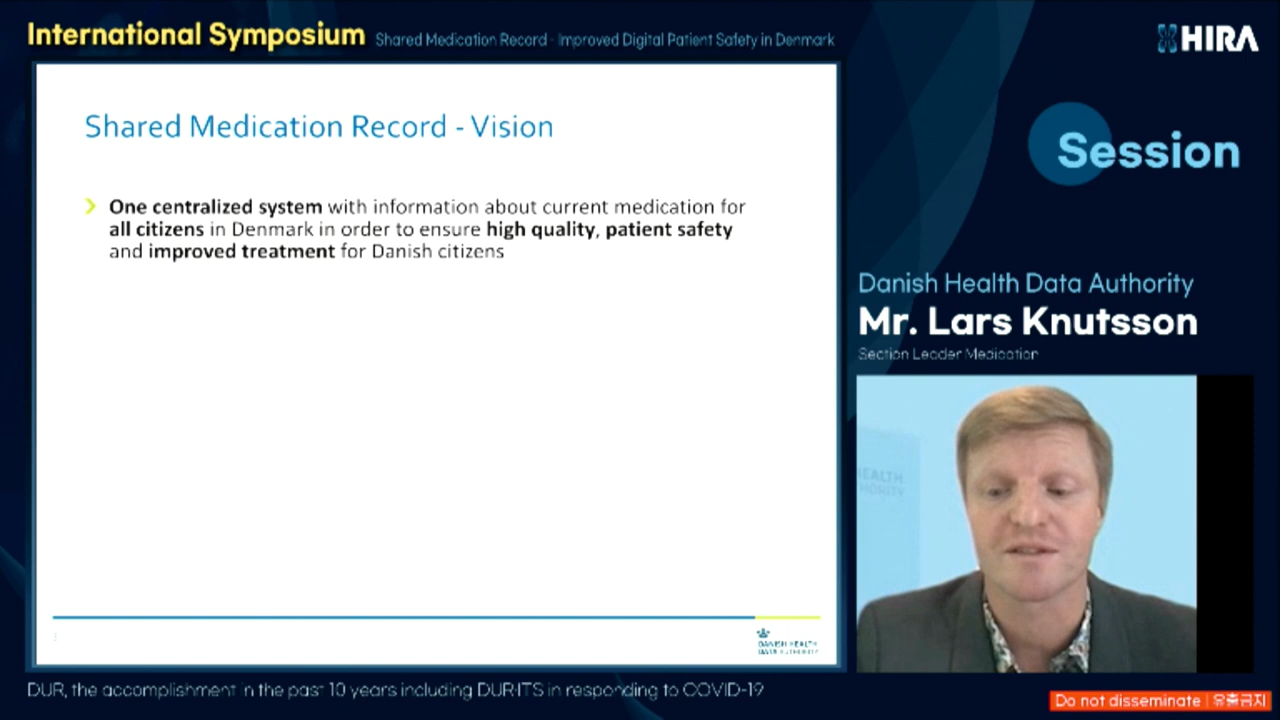 International Symposium Shared Medication Record - Improved Digital Patient Safety in Denmark
HIRA
Shared Medication Record - Vision
One centralized system with information about current medication for
all citizens in Denmark in order to ensure high quality, patient safety
and improved treatment for Danish citizens
Session
Danish Health Data Authority
Mr. Lars Knutsson
Section Leader Medication
HEALTH
DANISH HEALTH
DATA AUTHORITY
DUR, the accomplishment in the past 10 years including DUR-ITS in responding to COVID-19
Do not disseminate | 유출금지